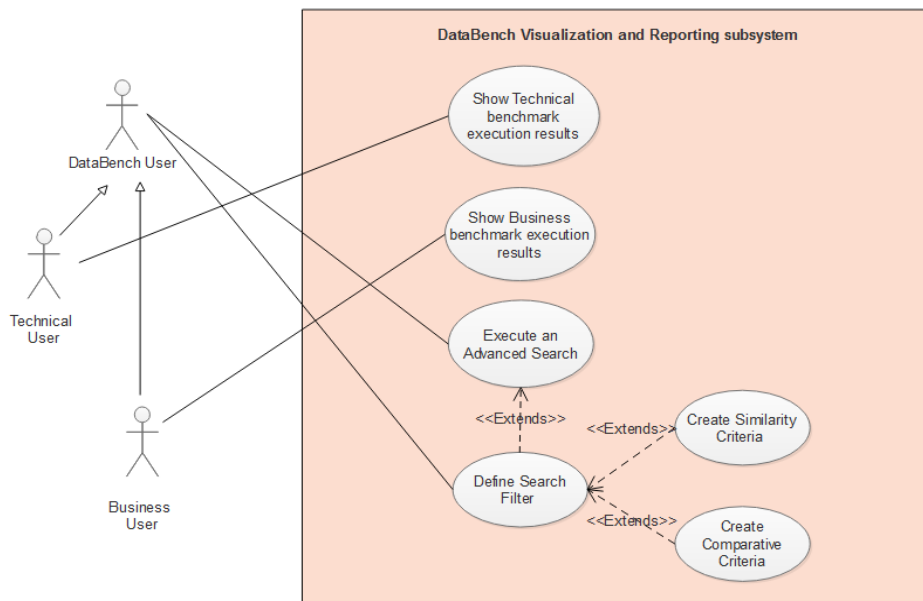 DataBench Visualization and Reporting subsystem
Show Technical
benchmark
execution results
DataBench User
Show Business
benchmark execution
results
Technical
User
Execute an
Advanced Search
<<Extends>>
Create Similarity
Criteria
<<Extends>>
Define Search
Filter
Business
User
<<Extends>>
Create
Comparative
Criteria